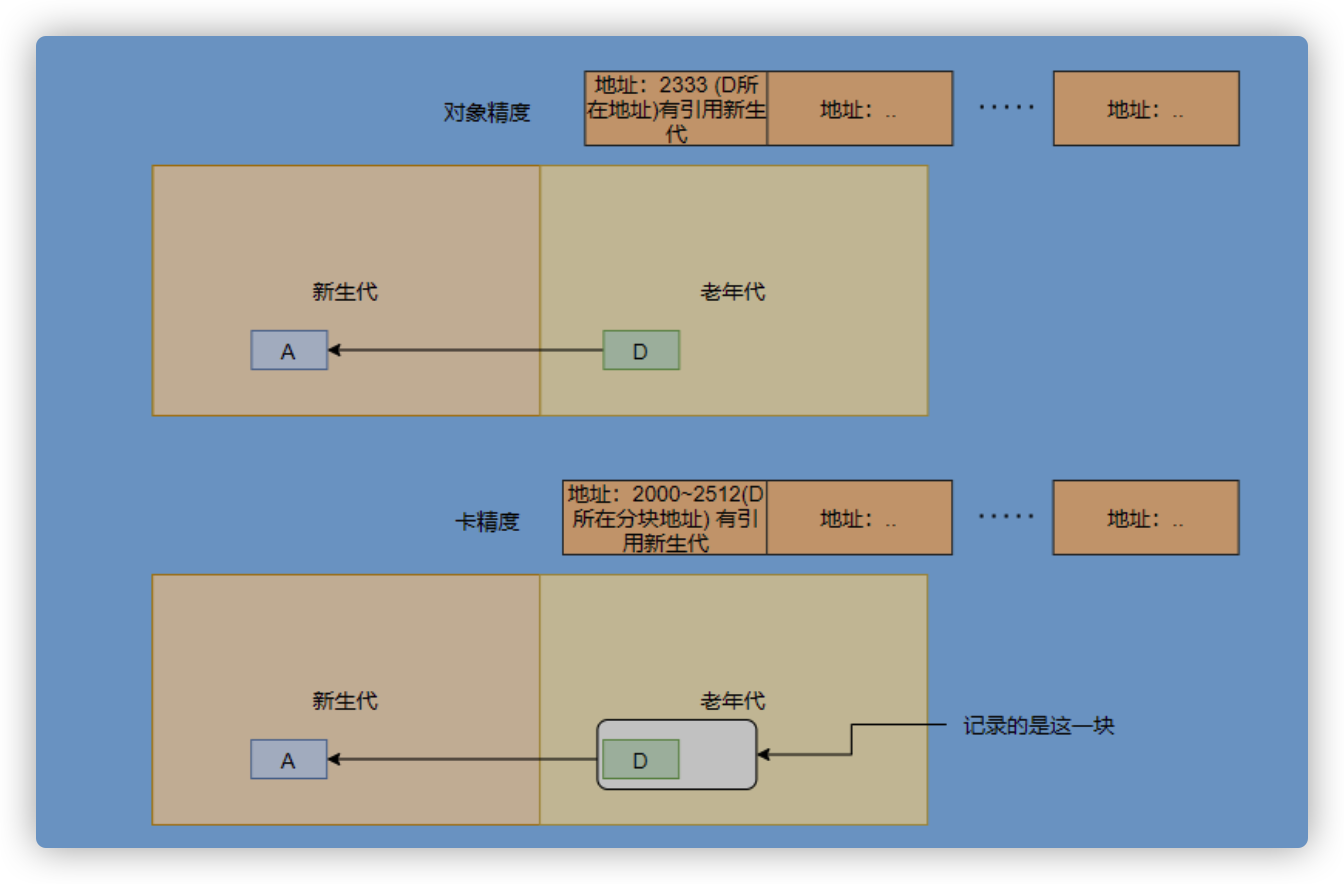 对象精度
地址：2333 (D所
在地址)有引用新生
代
地址：..
.....
地址：..
新生代
老年代
A
D
卡精度
地址：2000~2512(D
所在分块地址) 有引
用新生代
地址：..
.....
地址：..
新生代
老年代
A
D
记录的是这一块